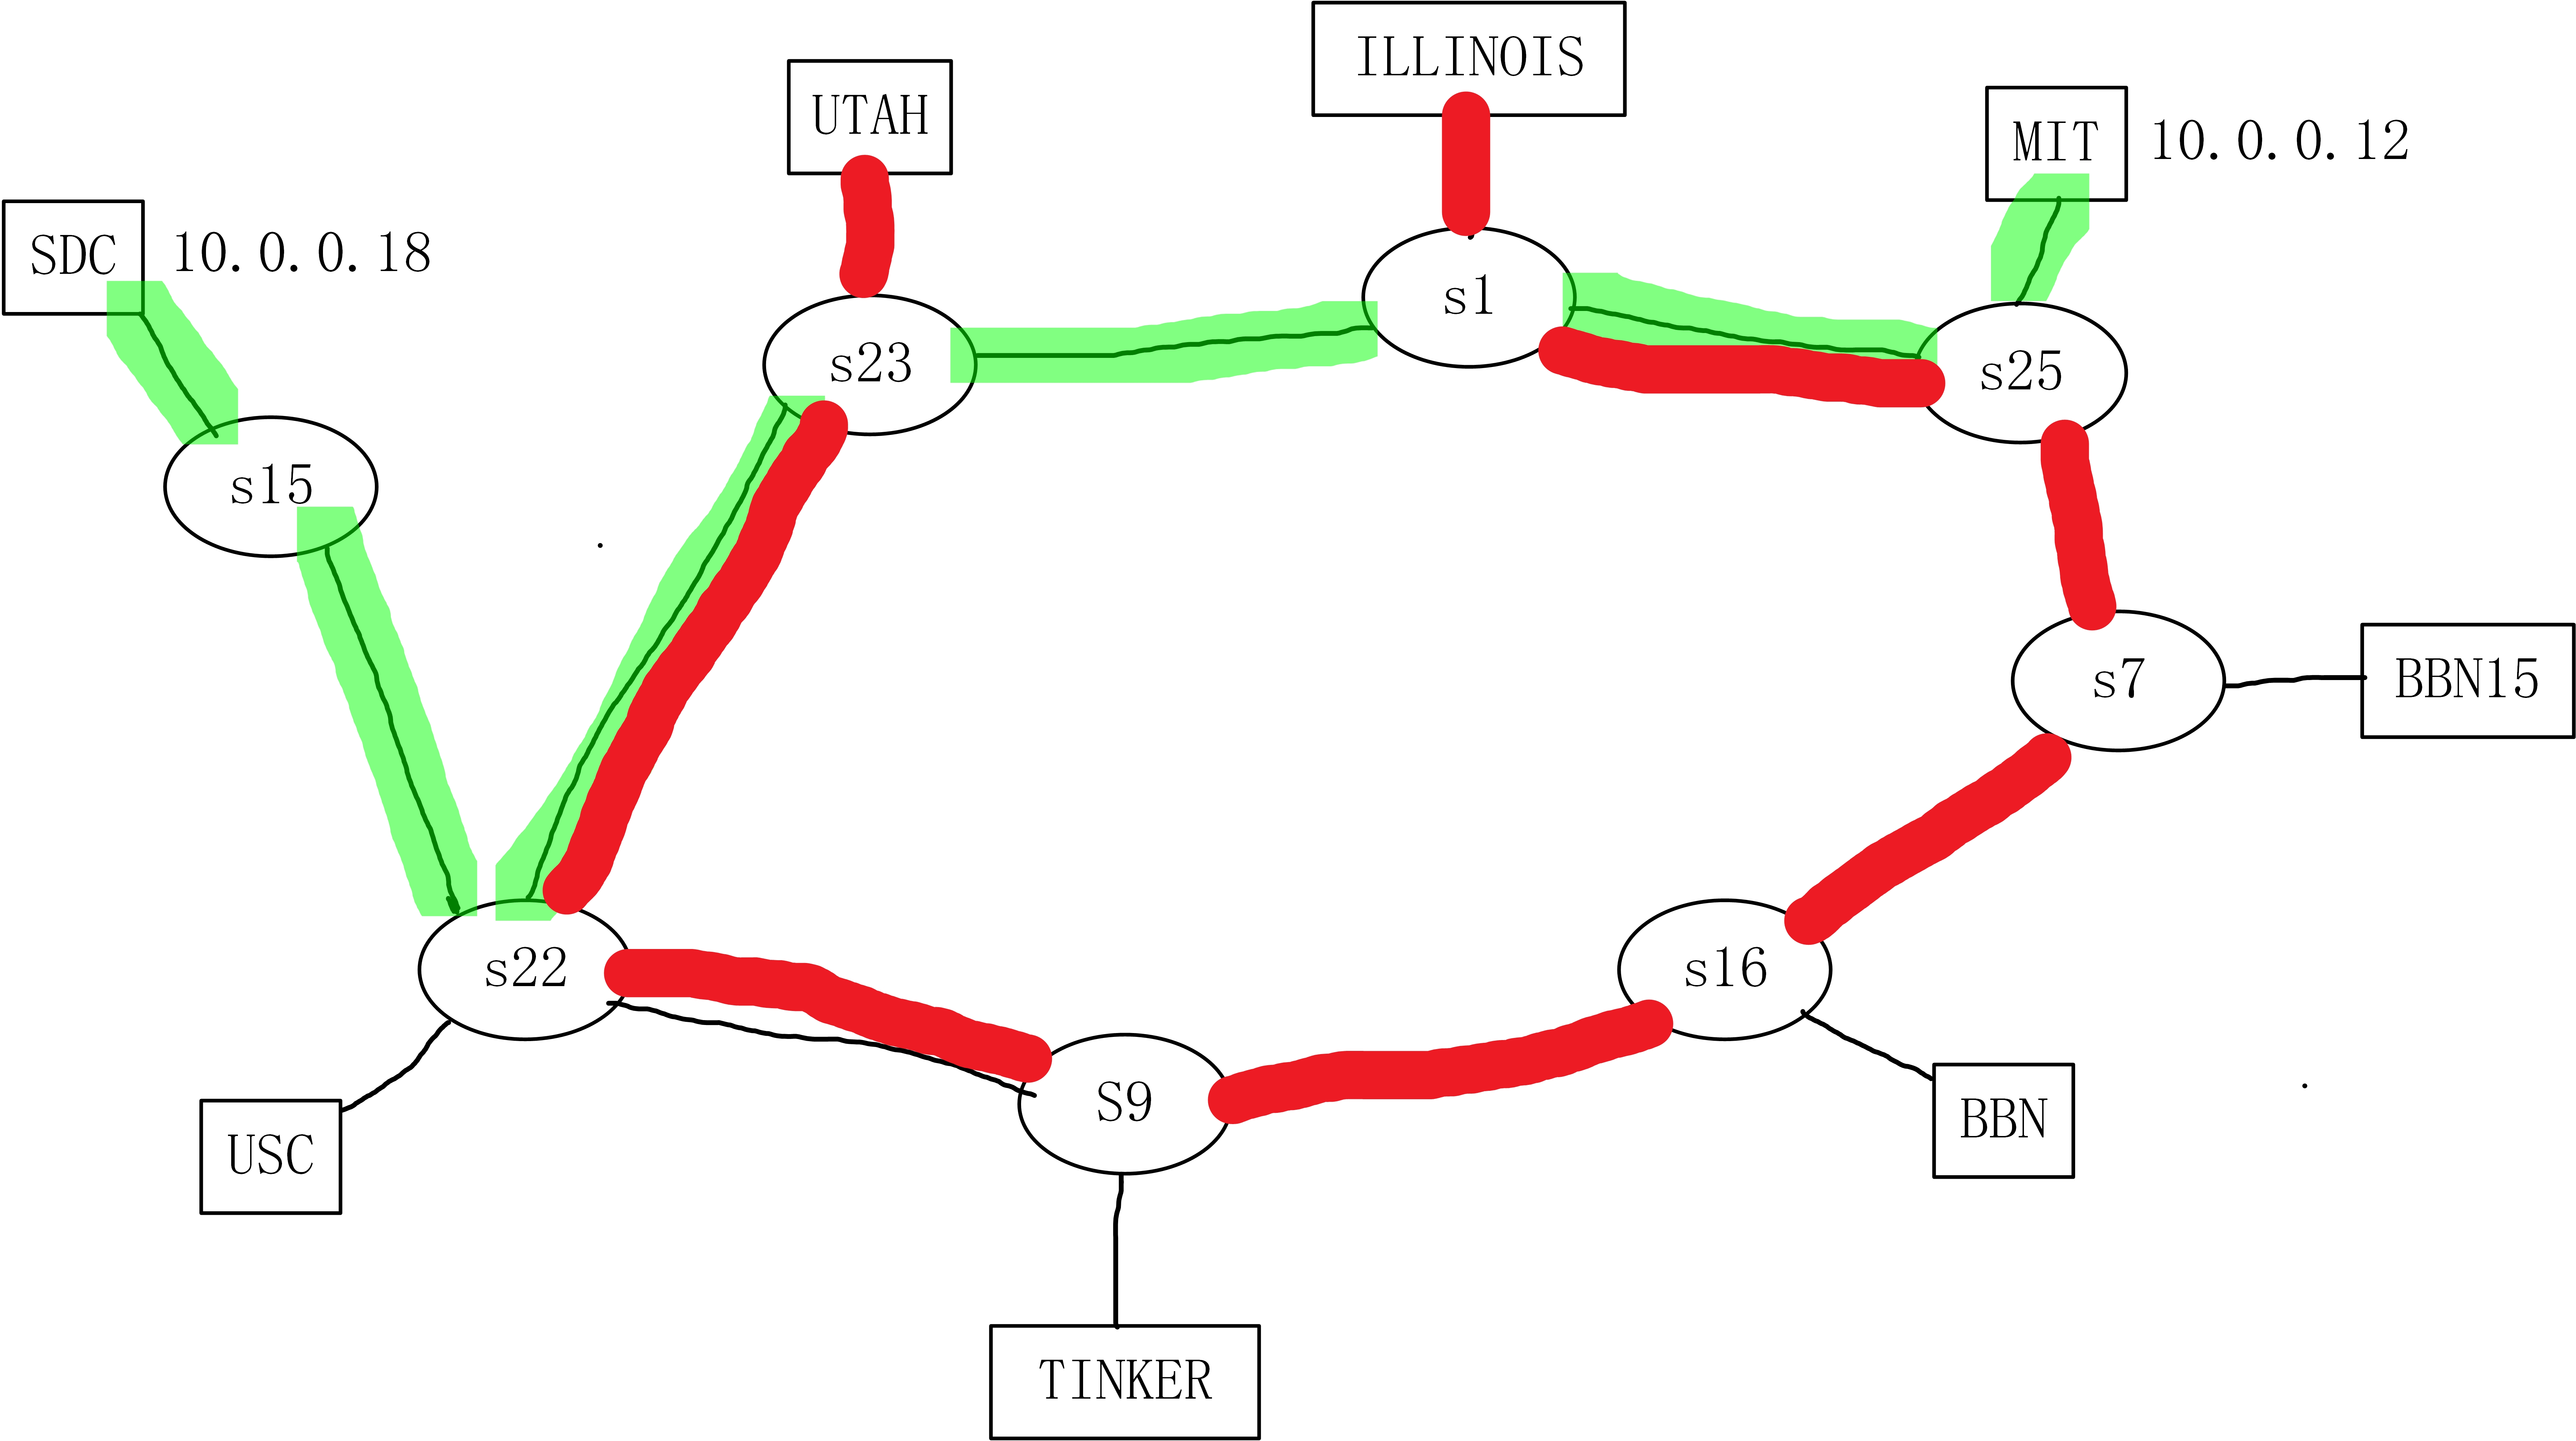 ILLINOIS
UTAH
MIT 10.0.0.12
SDC 10.0.0.18
s1
s23
s25
s15
s7
BBN15
s22
s16
S9
BBN
USC
TINKER